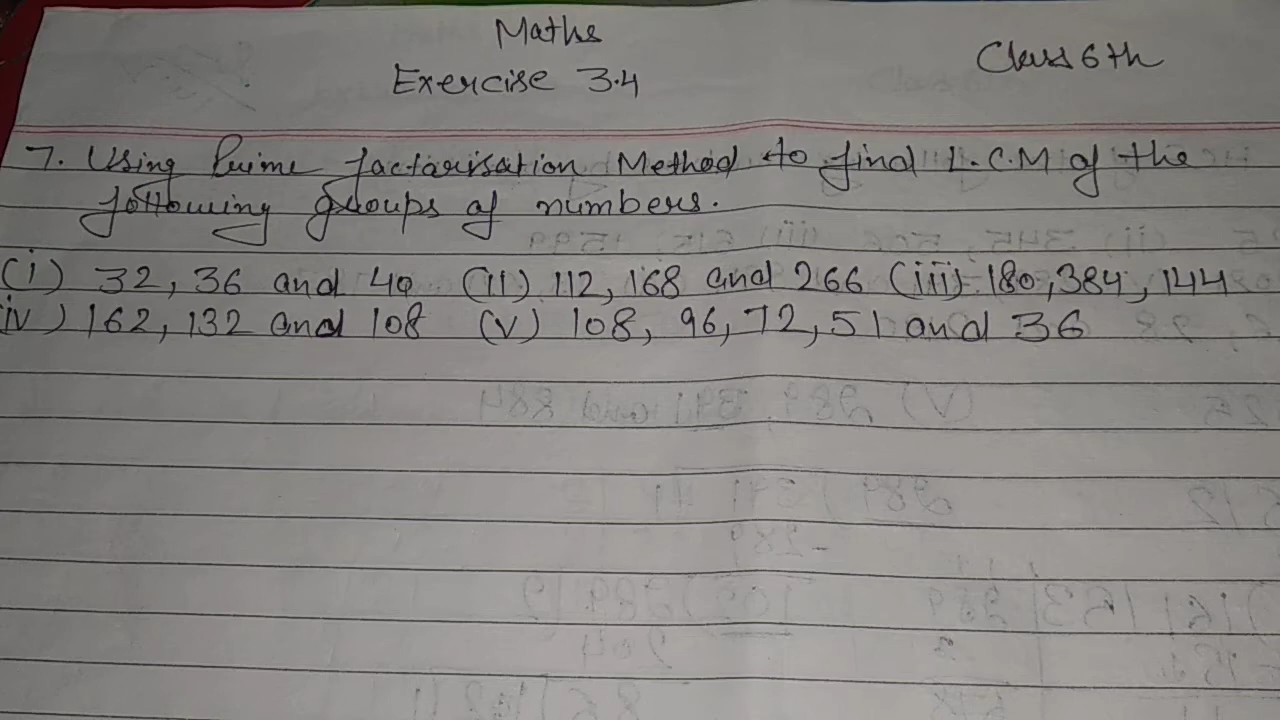 Maths
Exercise 3.4
Class 6th
7. Using Prime factorisation Method to find L.C.M of the
following groups of numbers.
(i) 32, 36 and 40 (ii) 112, 168 and 266 (iii) 180, 384, 144
iv) 162, 132 and 108 (v) 108, 96, 72, 51 and 36